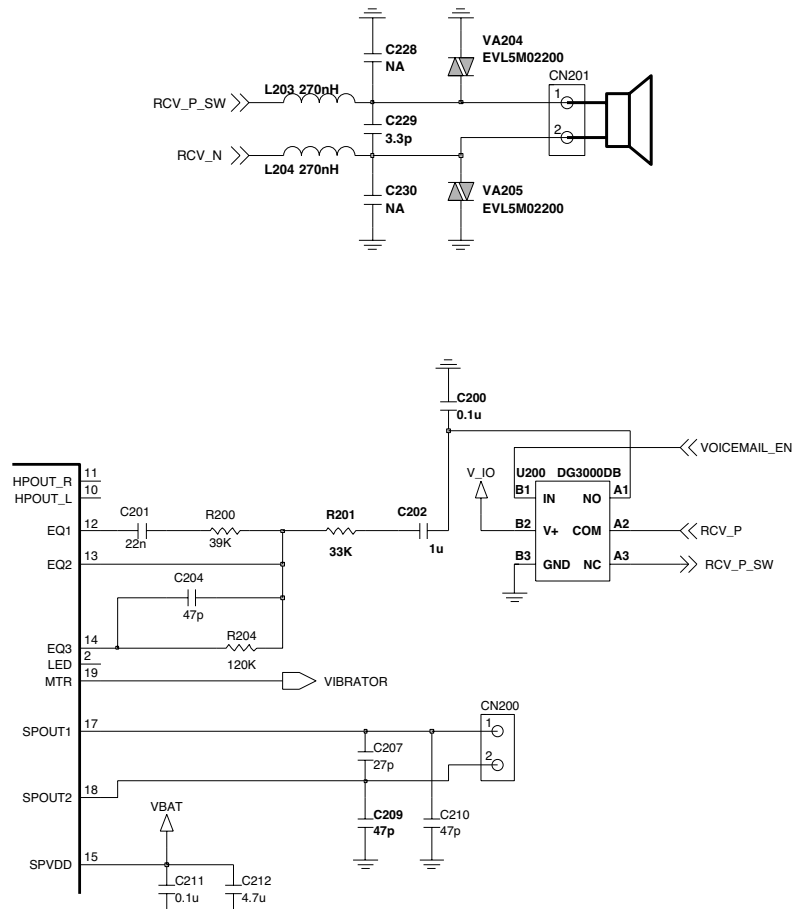 C228
NA
VA204
EVL5M02200
CN201
L203 270nH
RCV_P_SW
1
C229
3.3p
2
RCV_N
L204 270nH
C230
NA
VA205
EVL5M02200
C200
0.1u
VOICEMAIL_EN
V_IO
U200 DG3000DB
B1 IN NO A1
B2 V+ COM A2
RCV_P
B3 GND NC A3
RCV_P_SW
HPOUT_R 11
HPOUT_L 10
EQ1 12
C201
22n
R200
39K
R201
33K
C202
1u
EQ2 13
C204
47p
EQ3 14
R204
120K
LED 2
MTR 19
VIBRATOR
CN200
SPOUT1 17
1
C207
27p
2
SPOUT2 18
C209
47p
C210
47p
VBAT
SPVDD 15
C211
0.1u
C212
4.7u